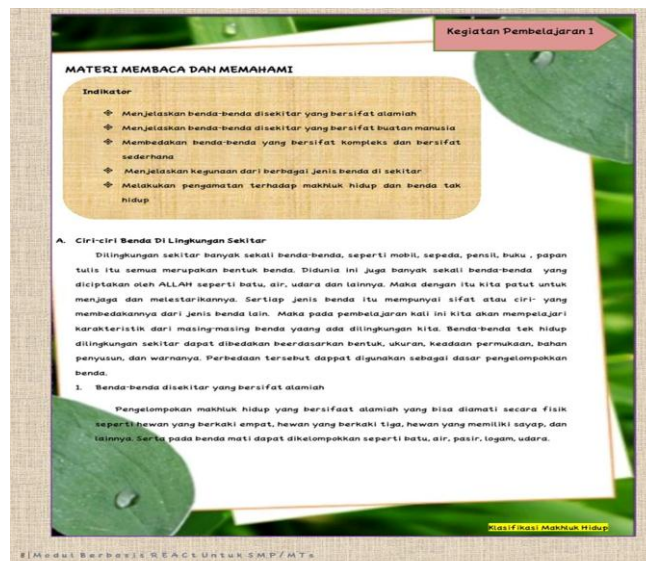 Kegiatan Pembelajaran 1
MATERI MEMBACA DAN MEMAHAMI
Indikator
❖ Menjelaskan benda-benda disekitar yang bersifat alamiah
❖ Menjelaskan benda-benda disekitar yang bersifat buatan manusia
❖ Membedakan benda-benda yang bersifat kompleks dan bersifat
sederhana
❖ Menjelaskan kegunaan dari berbagai jenis benda di sekitar
❖ Melakukan pengamatan terhadap makhluk hidup dan benda tak
hidup
A. Ciri-ciri Benda Di Lingkungan Sekitar
Dilingkungan sekitar banyak sekali benda-benda, seperti mobil, sepeda, pensil, buku , papan
tulis itu semua merupakan bentuk benda. Didunia ini juga banyak sekali benda-benda yang
diciptakan oleh ALLAH seperti batu, air, udara dan lainnya. Maka dengan itu kita patut untuk
menjaga dan melestarikannya. Sertiap jenis benda itu mempunyai sifat atau ciri- yang
membedakannya dari jenis benda lain. Maka pada pembelajaran kali ini kita akan mempelajari
karakteristik dari masing-masing benda yaang ada dilingkungan kita. Benda-benda tek hidup
dilingkungan sekitar dapat dibedakan beerdasarkan bentuk, ukuran, keadaan permukaan, bahan
penyusun, dan warnanya. Perbedaan tersebut dappat digunakan sebagai dasar pengelompokkan
benda.
1. Benda-benda disekitar yang bersifat alamiah
Pengelompokan makhluk hidup yang bersifaat alamiah yang bisa diamati secara fisik
seperti hewan yang berkaki empat, hewan yang berkaki tiga, hewan yang memiliki sayap, dan
lainnya. Serta pada benda mati dapat dikelompokkan seperti batu, air, pasir, logam, udara.
Klasifikasi Makhluk Hidup
8|Modul Berbasis REACt Untuk SMP/MTs